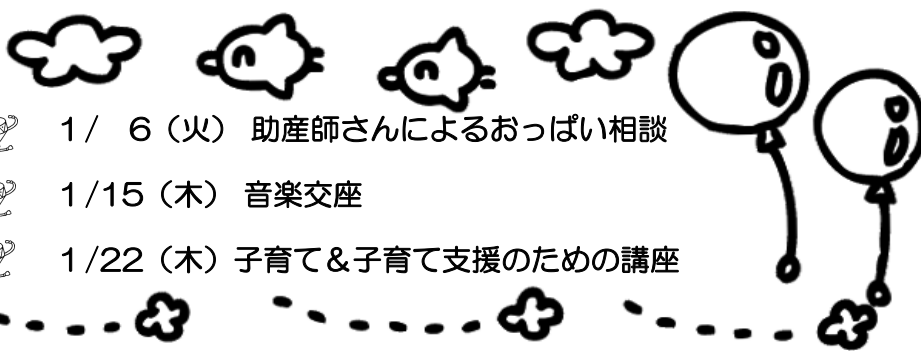 1/　6（火） 助産師さんによるおっぱい相談
1/15（木） 音楽交座
1/22（木）子育て＆子育て支援のための講座